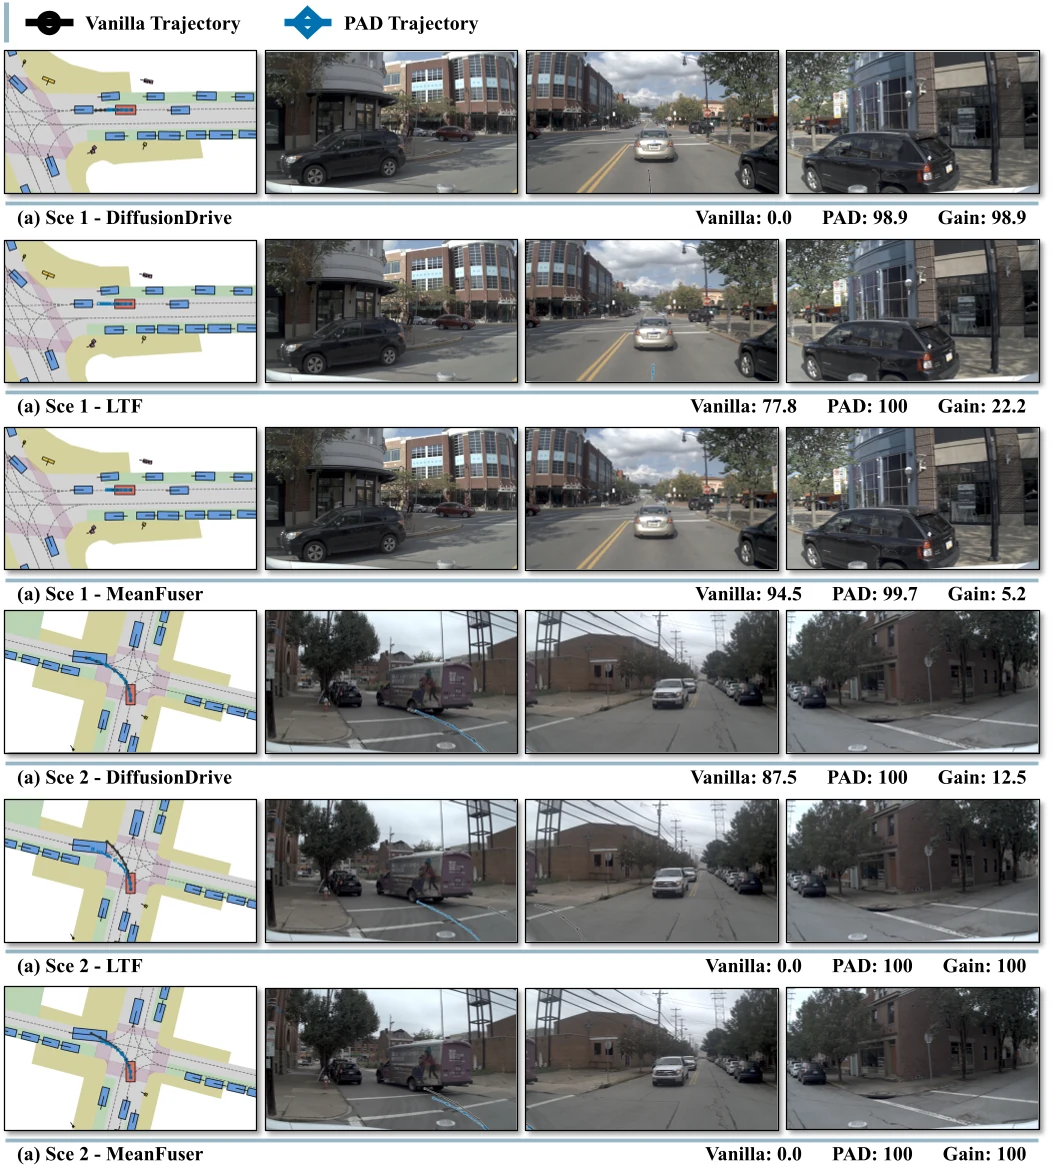 Vanilla Trajectory PAD Trajectory
(a) Sce 1 - DiffusionDrive Vanilla: 0.0 PAD: 98.9 Gain: 98.9
(a) Sce 1 - LTF Vanilla: 77.8 PAD: 100 Gain: 22.2
(a) Sce 1 - MeanFuser Vanilla: 94.5 PAD: 99.7 Gain: 5.2
(a) Sce 2 - DiffusionDrive Vanilla: 87.5 PAD: 100 Gain: 12.5
(a) Sce 2 - LTF Vanilla: 0.0 PAD: 100 Gain: 100
(a) Sce 2 - MeanFuser Vanilla: 0.0 PAD: 100 Gain: 100